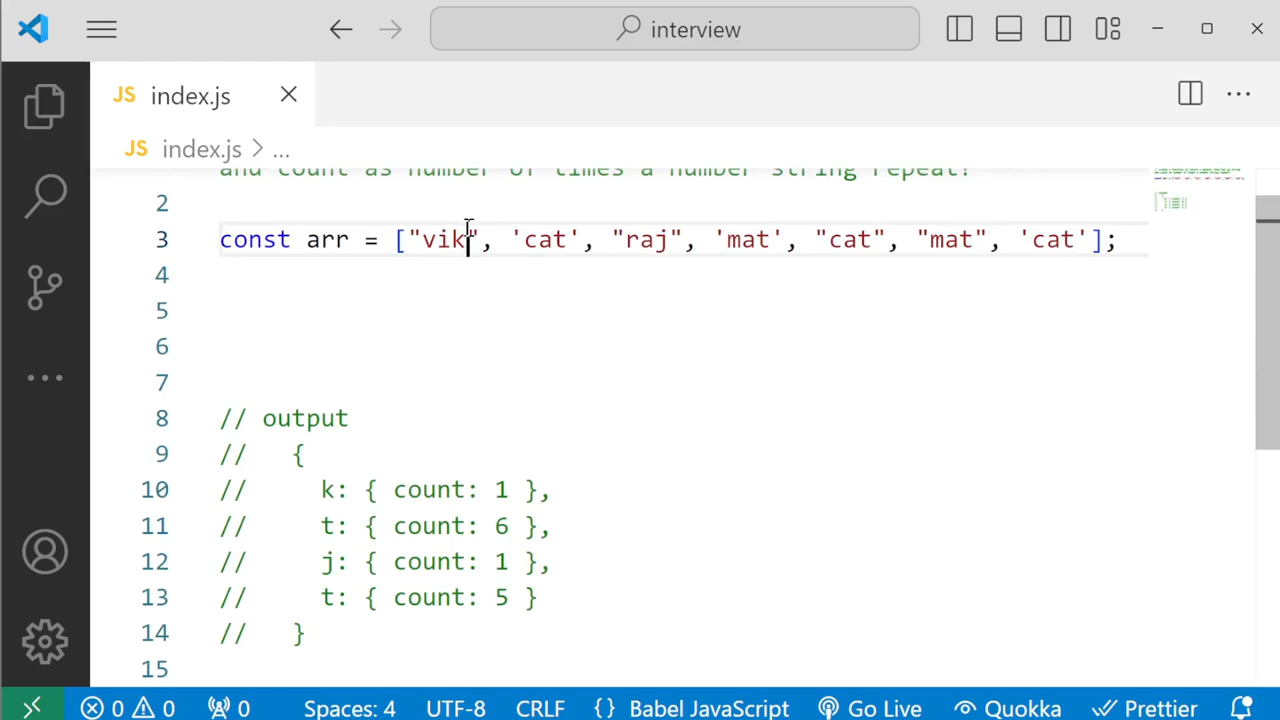 interview
JS index.js
JS index.js > ...
and count as number of times a number string repeat!
2
3 const arr = ["vik", 'cat', "raj", 'mat', "cat", "mat", 'cat'];
4
5
6
7
8 // output
9 // {
10 // k: { count: 1 },
11 // t: { count: 6 },
12 // j: { count: 1 },
13 // t: { count: 5 }
14 // }
15
0 0 0 Spaces: 4 UTF-8 CRLF {} Babel JavaScript Go Live Quokka Prettier